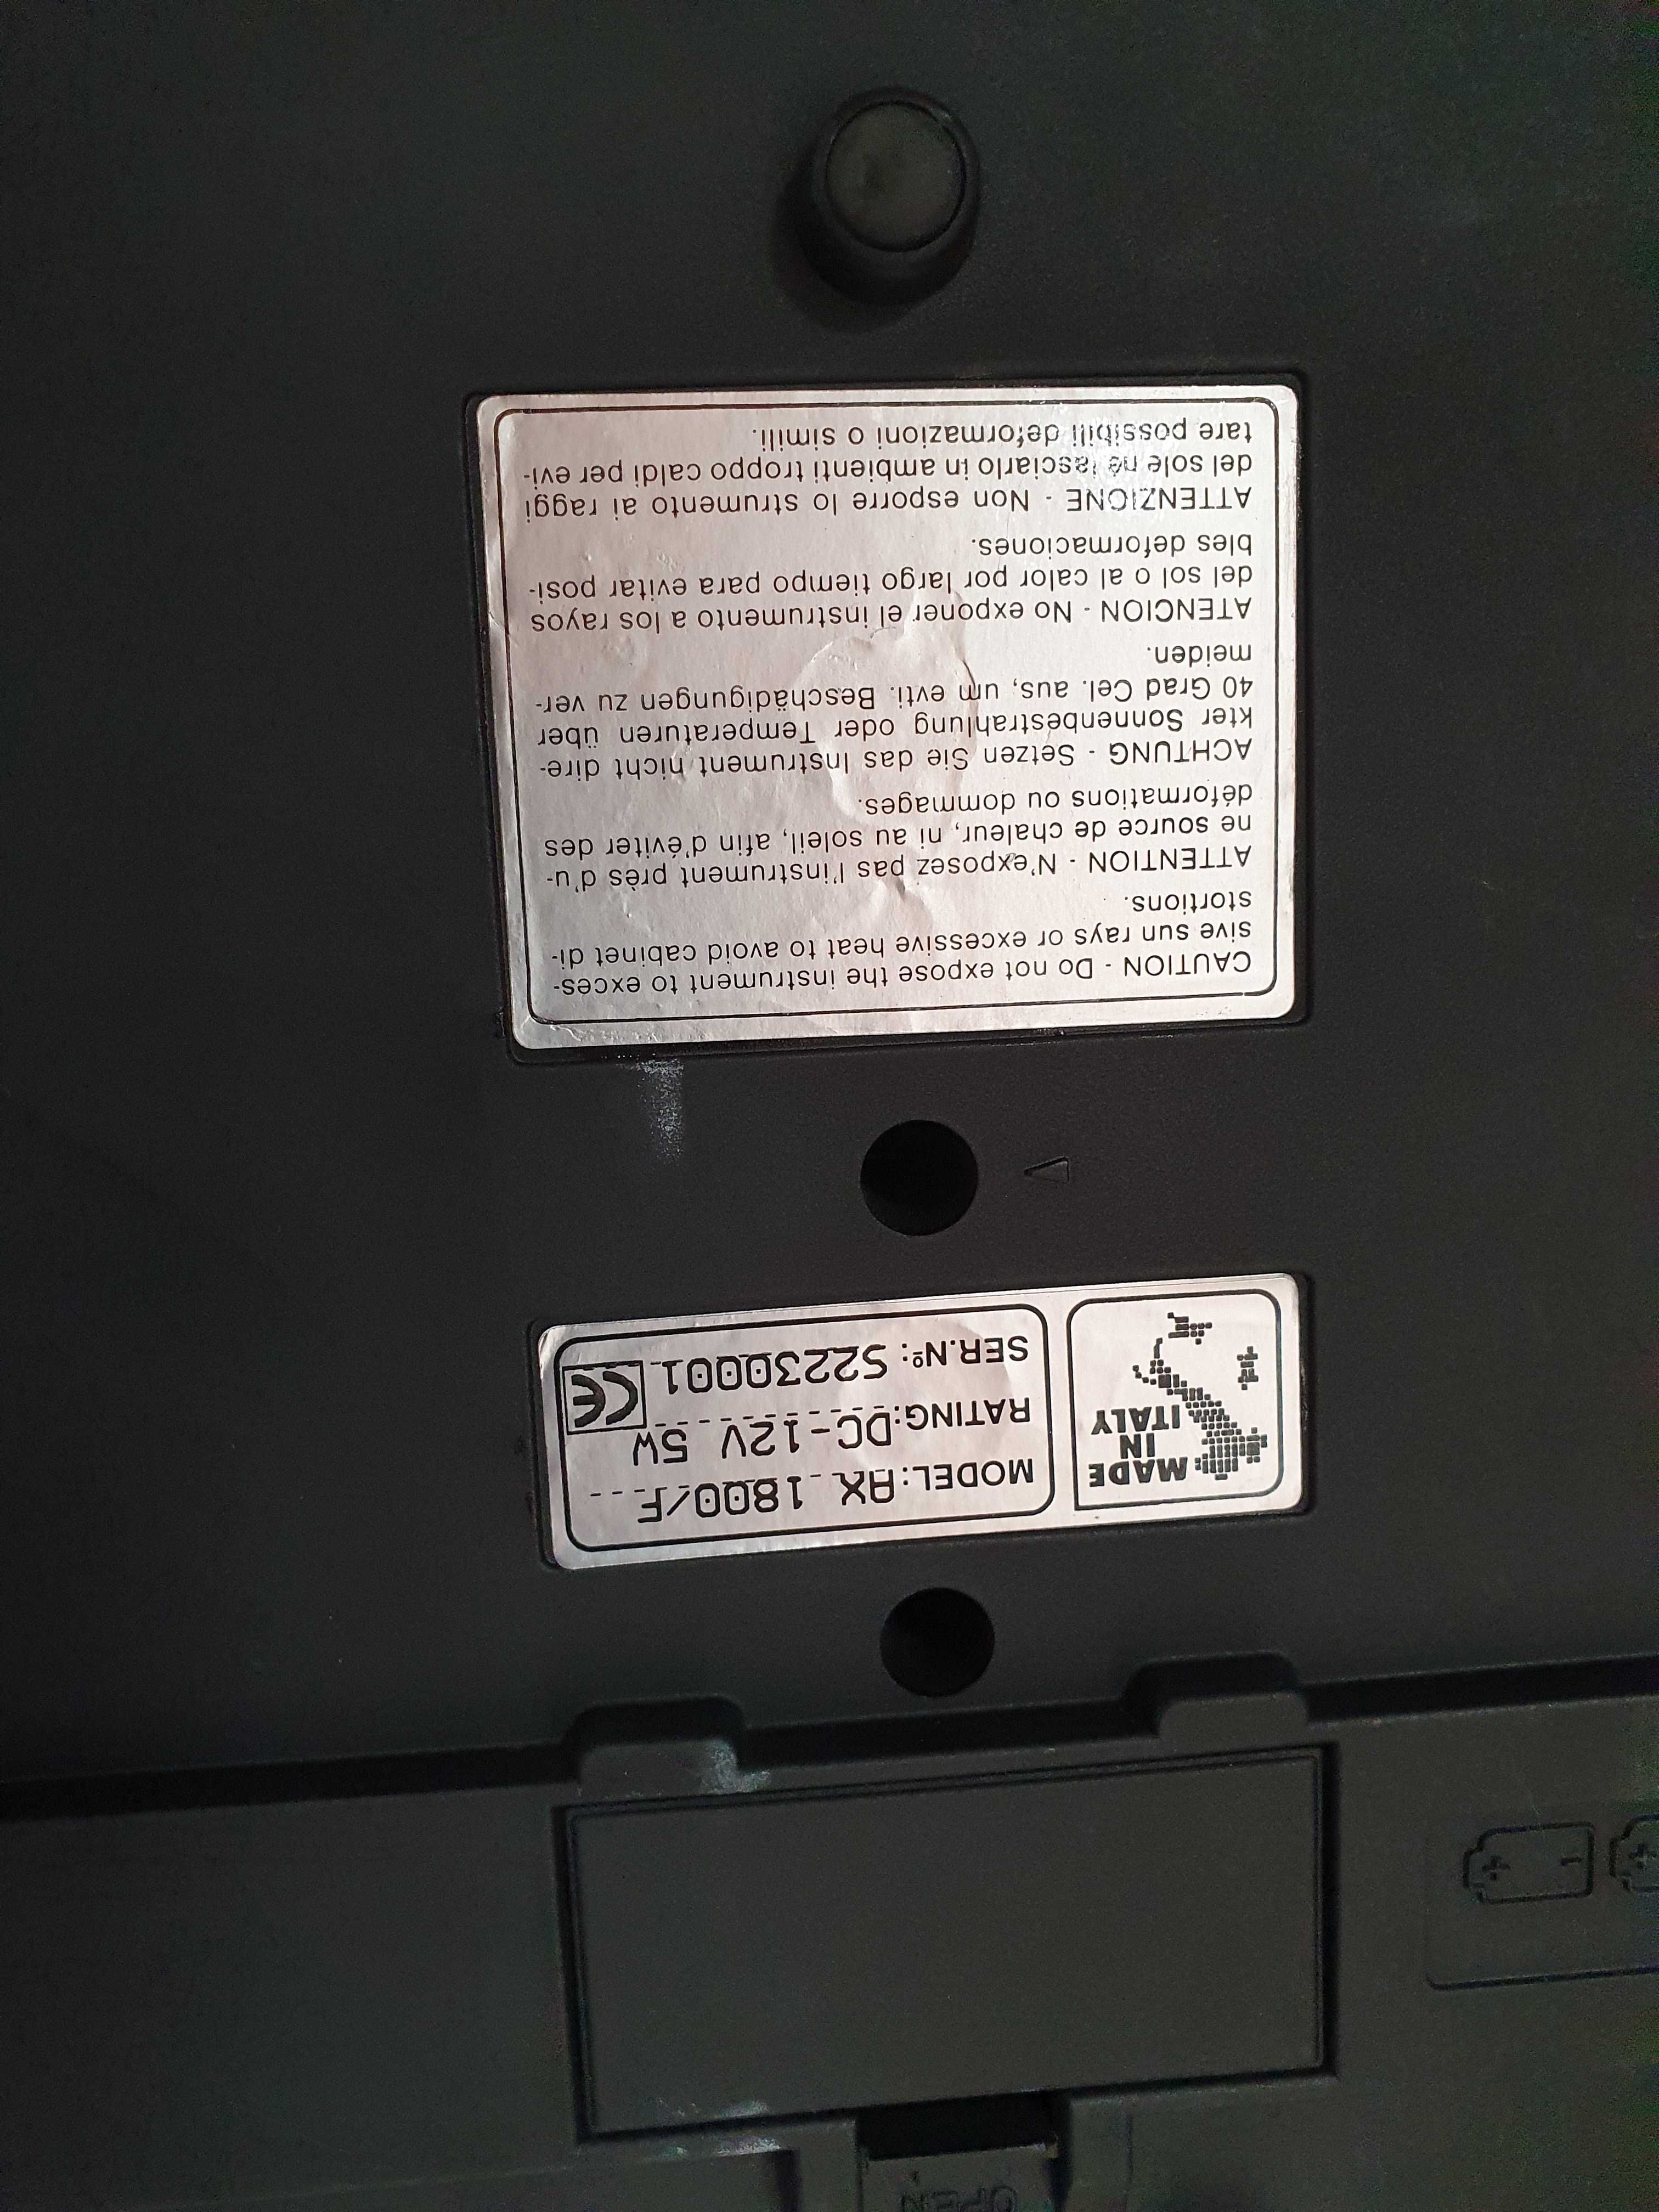 OPEN
MADE
IN
ITALY
MODEL: AX 1800/F
RATING: DC-12V 5W
SER.Nº: 52230001
CE
CAUTION - Do not expose the instrument to exces-
sive sun rays or excessive heat to avoid cabinet di-
stortions.
ATTENTION - N'exposez pas l'instrument près d'u-
ne source de chaleur, ni au soleil, afin d'éviter des
déformations ou dommages.
ACHTUNG - Setzen Sie das Instrument nicht dire-
kter Sonnenbestrahlung oder Temperaturen über
40 Grad Cel. aus, um evti. Beschädigungen zu ver-
meiden.
ATENCION - No exponer el instrumento a los rayos
del sol o al calor por largo tiempo para evitar posi-
bles deformaciones.
ATTENZIONE - Non esporre lo strumento ai raggi
del sole nè lasciarlo in ambienti troppo caldi per evi-
tare possibili deformazioni o simili.